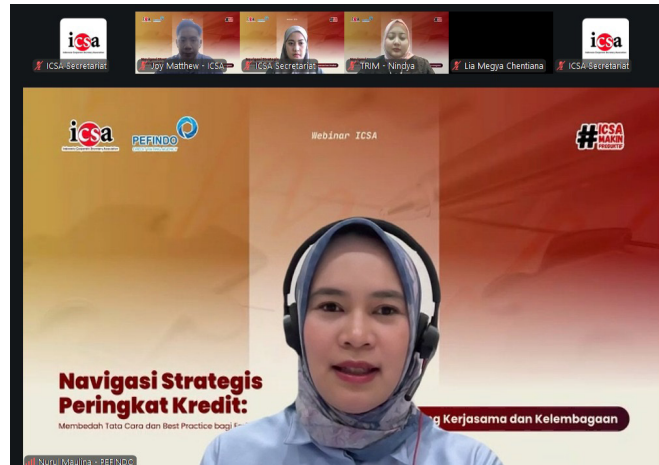 icsa
icsa
ICSA Secretariat
Joy Matthew - ICSA
ICSA Secretariat
TRIM - Nindya
Lia Megya Chentiana
ICSA Secretariat
icsa
PEFINDO
Webinar ICSA
#ICSA
MAKIN
PRODUKTIF
Navigasi Strategis
Peringkat Kredit:
Membedah Tata Cara dan Best Practice bagi
Kerjasama dan Kelembagaan
Nurul Maulina - PEFINDO